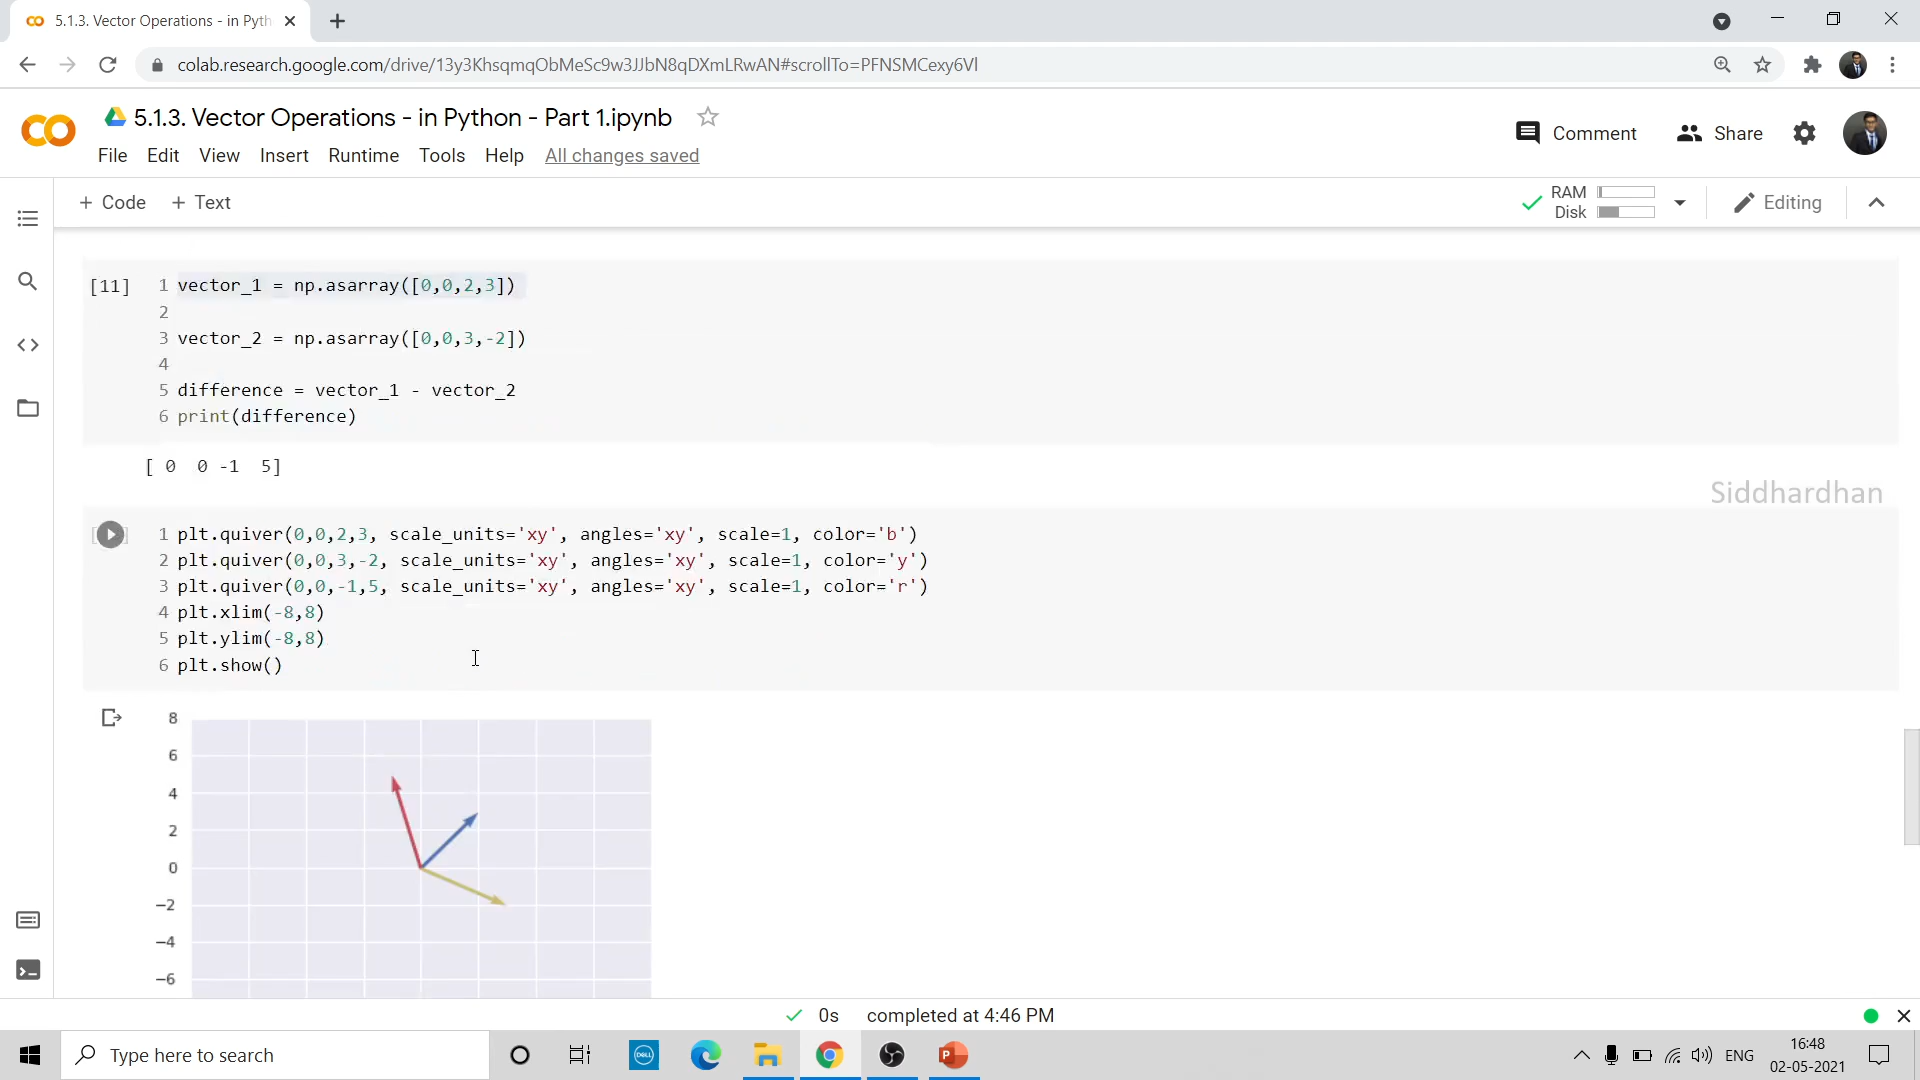 5.1.3. Vector Operations - in Pyth
colab.research.google.com/drive/13y3KhsqmqObMeSc9w3JJbN8qDXmLRwAN#scrollTo=PFNSMCexy6Vl
5.1.3. Vector Operations - in Python - Part 1.ipynb
Comment
Share
File Edit View Insert Runtime Tools Help All changes saved
+ Code + Text
RAM
Disk
Editing
[11]
1 vector_1 = np.asarray([0,0,2,3])
2
3 vector_2 = np.asarray([0,0,3,-2])
4
5 difference = vector_1 - vector_2
6 print(difference)
[ 0 0 -1 5]
Siddhardhan
1 plt.quiver(0,0,2,3, scale_units='xy', angles='xy', scale=1, color='b')
2 plt.quiver(0,0,3,-2, scale_units='xy', angles='xy', scale=1, color='y')
3 plt.quiver(0,0,-1,5, scale_units='xy', angles='xy', scale=1, color='r')
4 plt.xlim(-8,8)
5 plt.ylim(-8,8)
6 plt.show()
8
6
4
2
0
−2
−4
−6
0s completed at 4:46 PM
Type here to search
DELL
P
ENG
16:48
02-05-2021